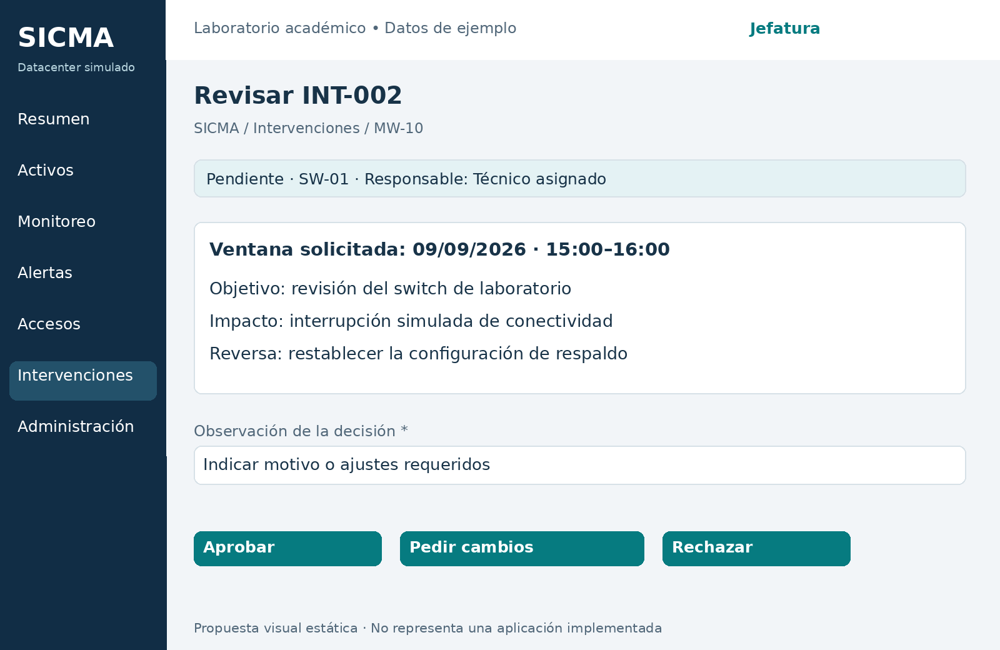 SICMA
Datacenter simulado
Resumen
Activos
Monitoreo
Alertas
Accesos
Intervenciones
Administración
Laboratorio académico • Datos de ejemplo
Jefatura
Revisar INT-002
SICMA / Intervenciones / MW-10
Pendiente · SW-01 · Responsable: Técnico asignado
Ventana solicitada: 09/09/2026 · 15:00–16:00
Objetivo: revisión del switch de laboratorio
Impacto: interrupción simulada de conectividad
Reversa: restablecer la configuración de respaldo
Observación de la decisión *
Indicar motivo o ajustes requeridos
Aprobar
Pedir cambios
Rechazar
Propuesta visual estática · No representa una aplicación implementada